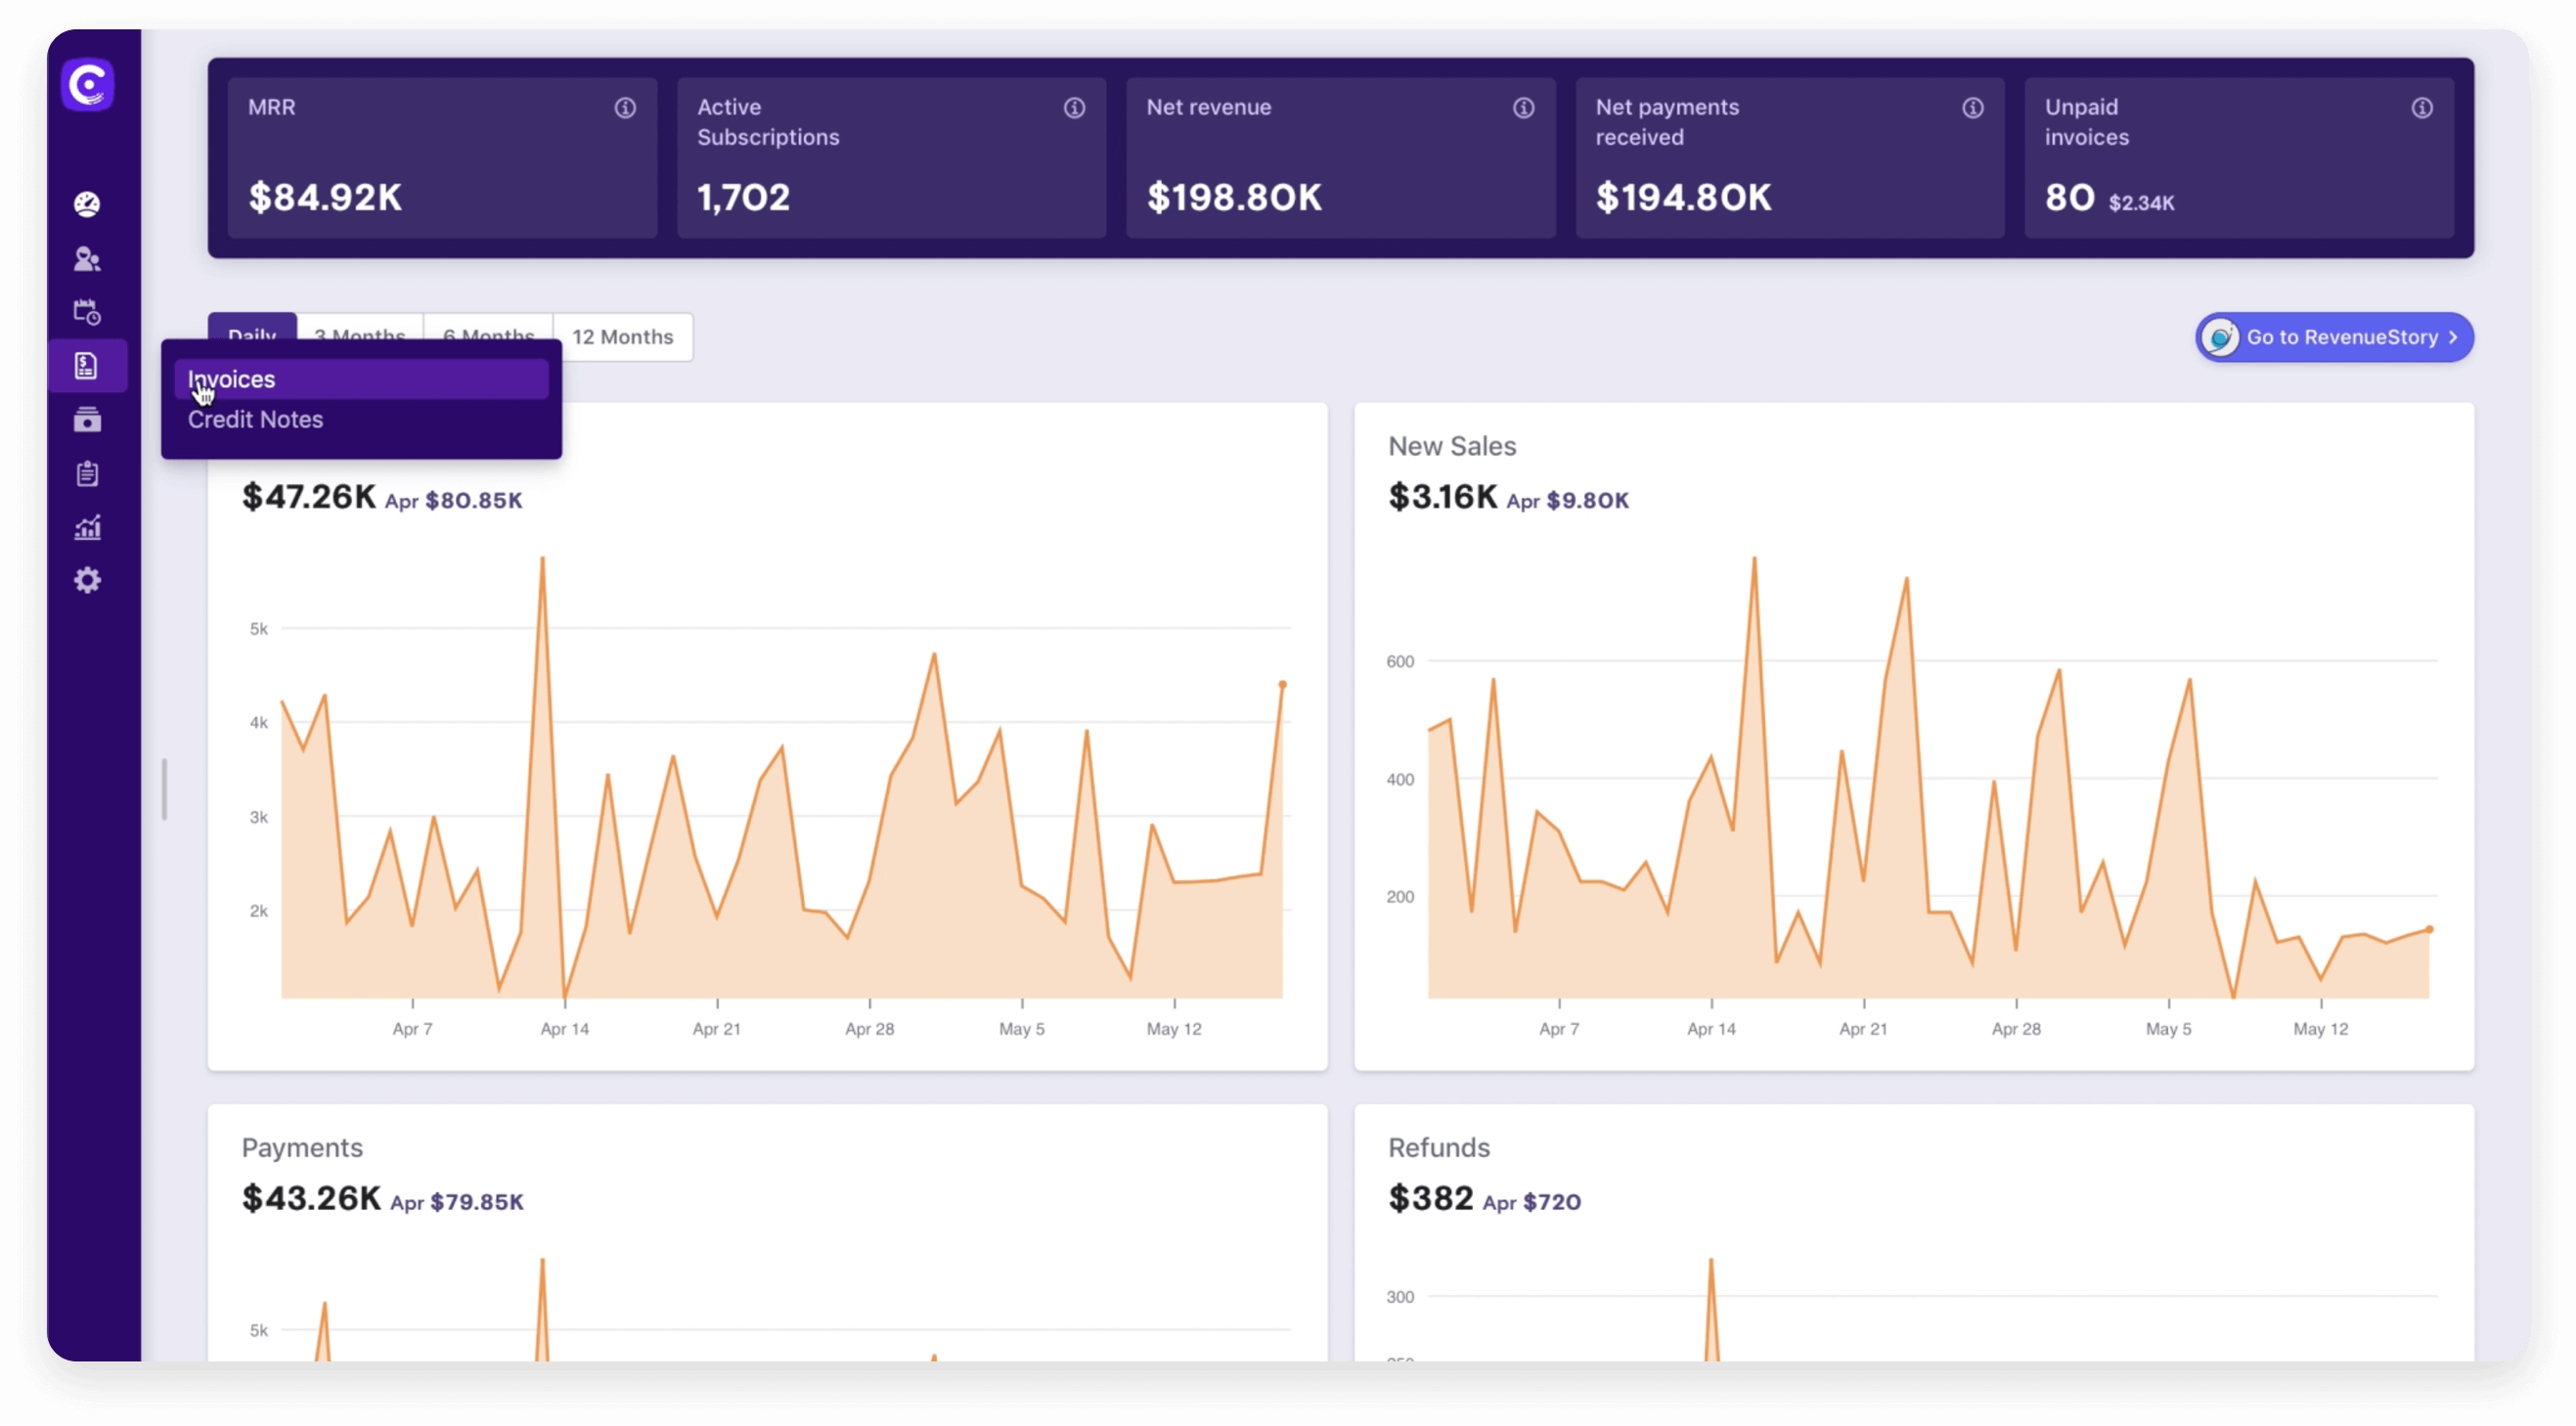 MRR
$84.92K
Active
Subscriptions
1,702
Net revenue
$198.80K
Net payments
received
$194.80K
Unpaid
invoices
80 $2.34K
Daily 3 Months 6 Months 12 Months
Go to RevenueStory
Invoices
Credit Notes
$47.26K Apr $80.85K
5k
4k
3k
2k
Apr 7 Apr 14 Apr 21 Apr 28 May 5 May 12
New Sales
$3.16K Apr $9.80K
600
400
200
Apr 7 Apr 14 Apr 21 Apr 28 May 5 May 12
Payments
$43.26K Apr $79.85K
5k
Refunds
$382 Apr $720
300